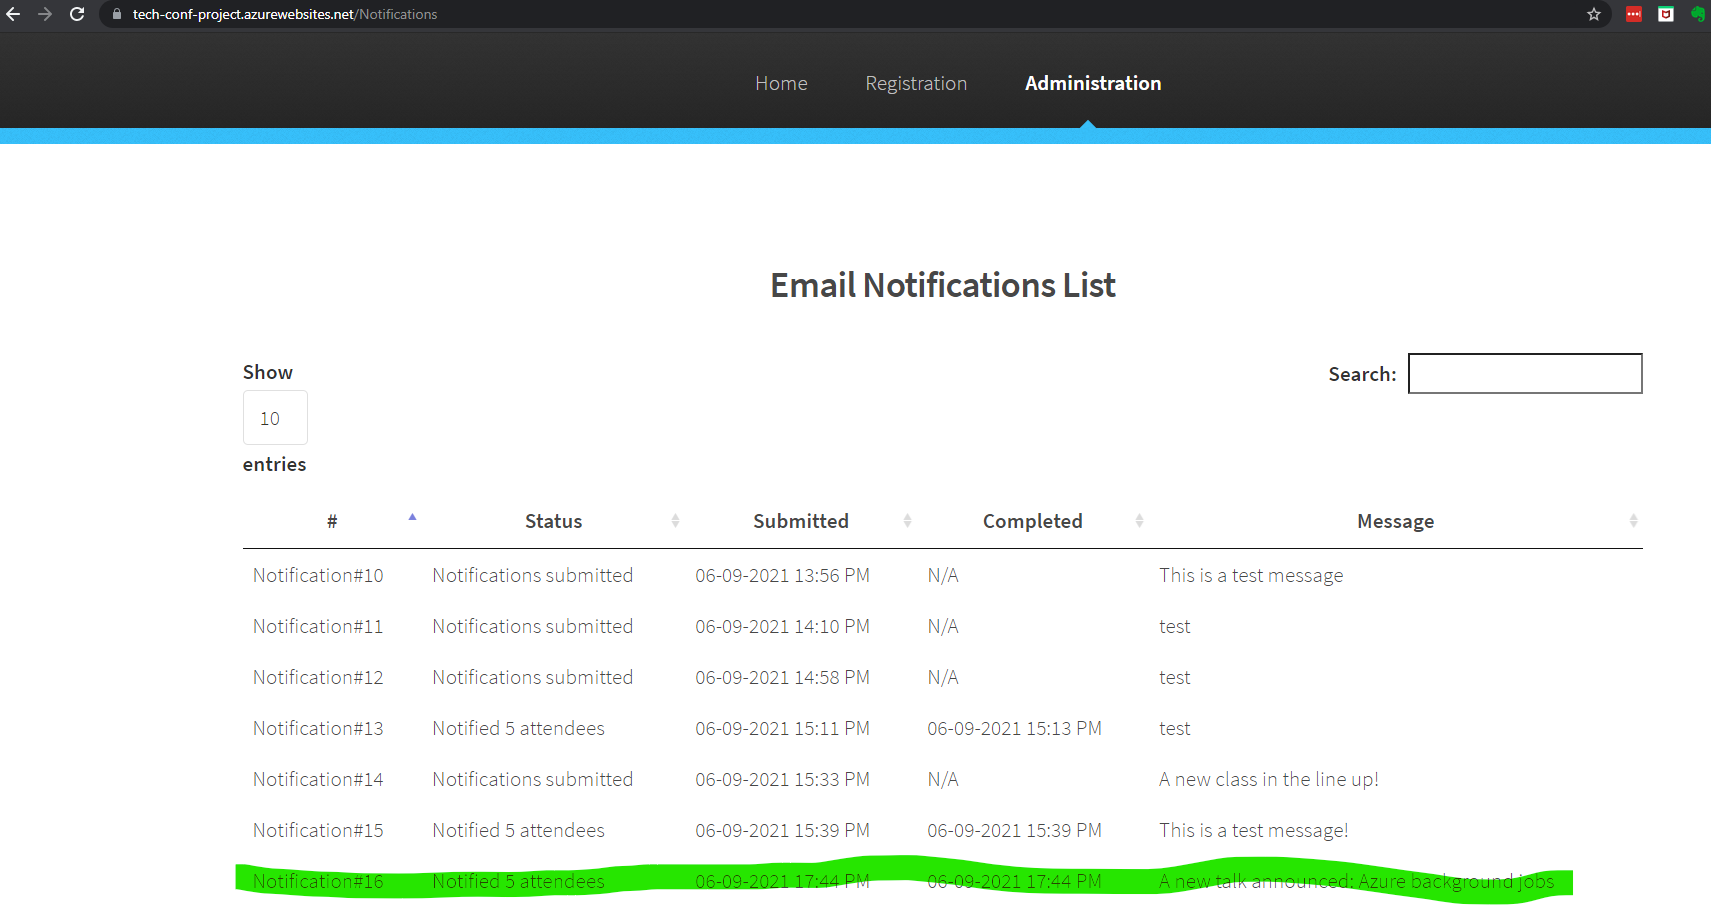 tech-conf-project.azurewebsites.net/Notifications
Home Registration Administration
Email Notifications List
Show
10
entries
Search:
# Status Submitted Completed Message
Notification#10 Notifications submitted 06-09-2021 13:56 PM N/A This is a test message
Notification#11 Notifications submitted 06-09-2021 14:10 PM N/A test
Notification#12 Notifications submitted 06-09-2021 14:58 PM N/A test
Notification#13 Notified 5 attendees 06-09-2021 15:11 PM 06-09-2021 15:13 PM test
Notification#14 Notifications submitted 06-09-2021 15:33 PM N/A A new class in the line up!
Notification#15 Notified 5 attendees 06-09-2021 15:39 PM 06-09-2021 15:39 PM This is a test message!
Notification#16 Notified 5 attendees 06-09-2021 17:44 PM 06-09-2021 17:44 PM A new talk announced: Azure background jobs